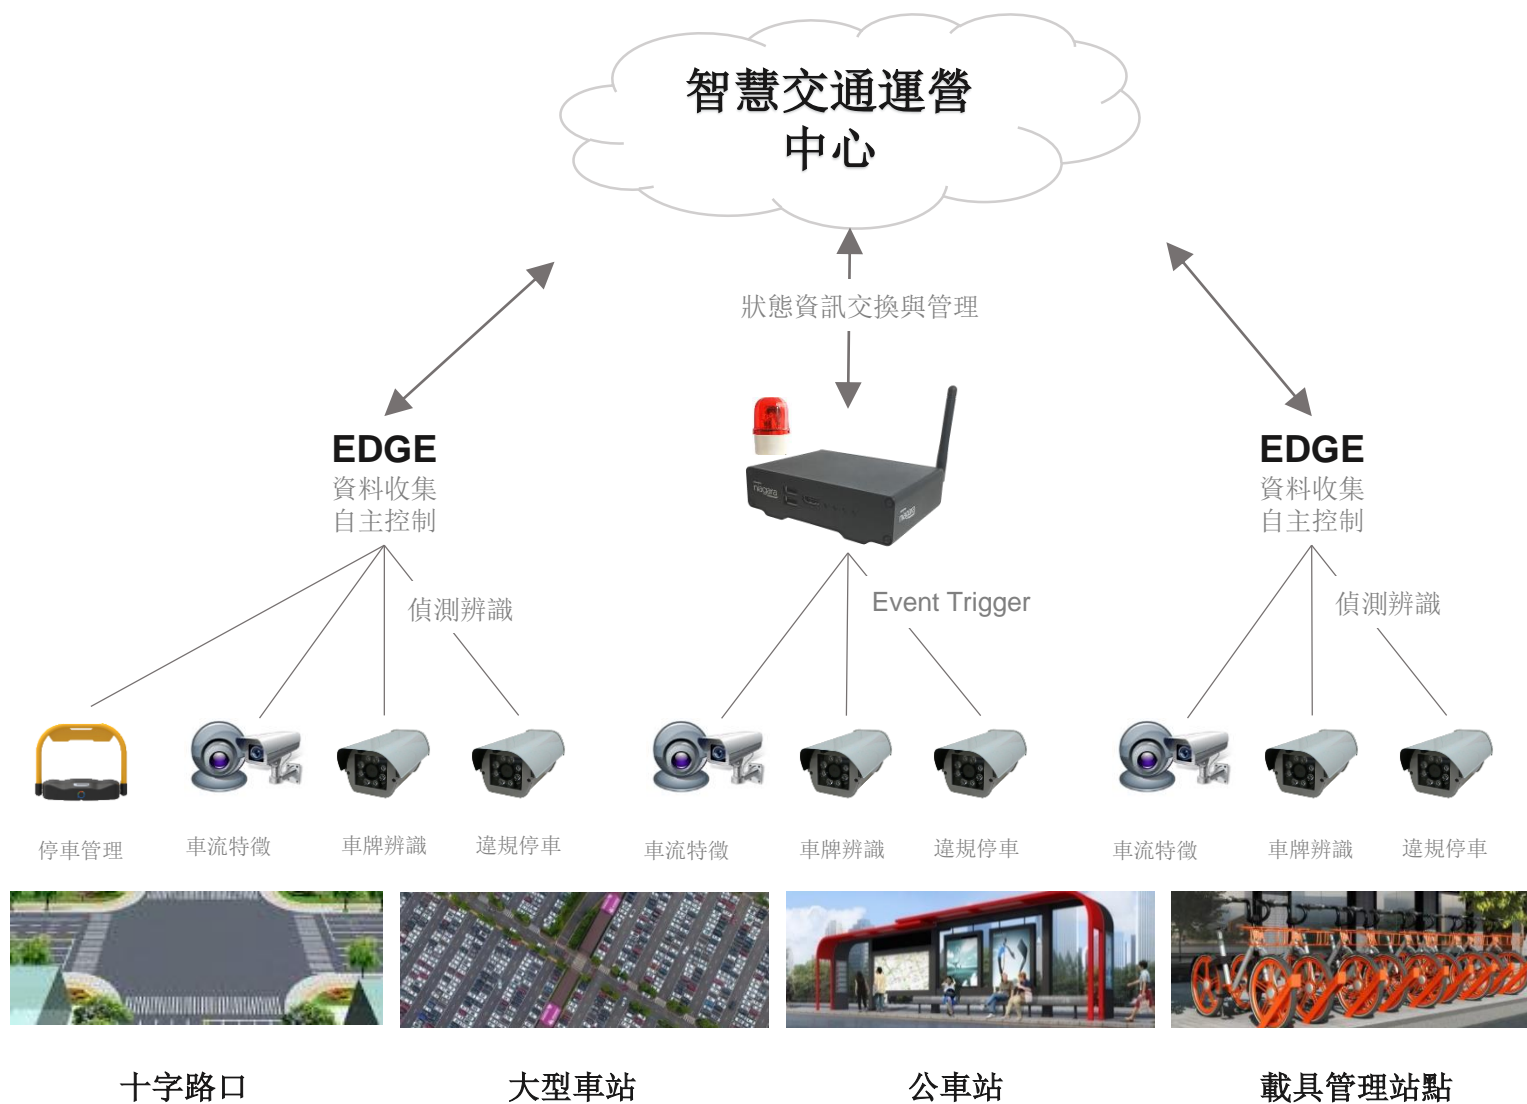 智慧交通運營
中心
狀態資訊交換與管理
EDGE
資料收集
自主控制
niagara
niagara
EDGE
資料收集
自主控制
偵測辨識
Event Trigger
偵測辨識
停車管理
車流特徵
車牌辨識
違規停車
車流特徵
車牌辨識
違規停車
車流特徵
車牌辨識
違規停車
十字路口
大型車站
公車站
載具管理站點